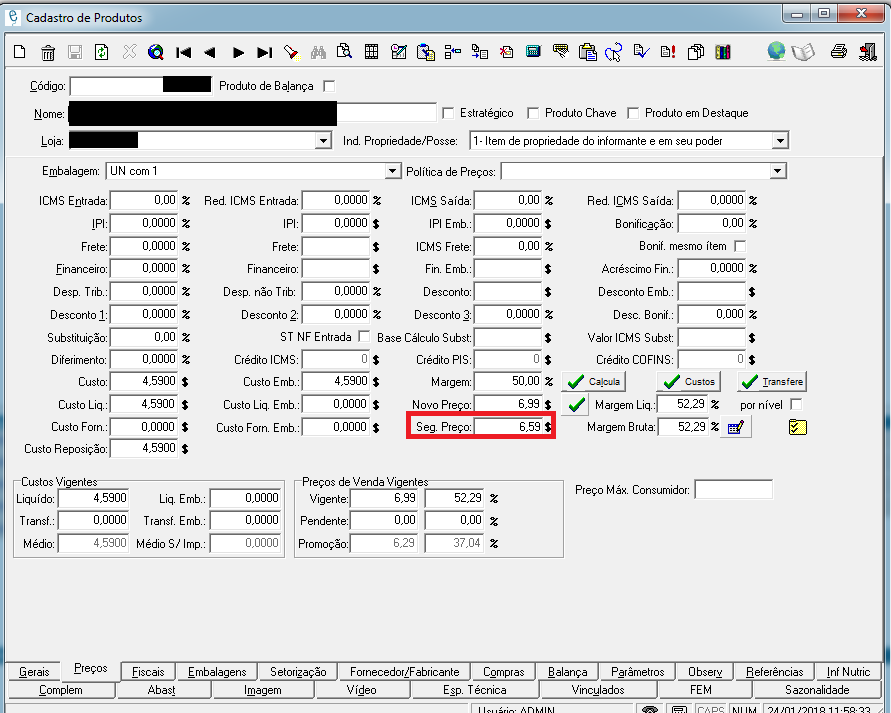 Cadastro de Produtos
Código: Produto de Balança
Nome: Estratégico Produto Chave Produto em Destaque
Loja: Ind. Propriedade/Posse: 1- Item de propriedade do informante e em seu poder
Embalagem: UN com 1 Política de Preços:
ICMS Entrada: 0,00 % Red. ICMS Entrada: 0,0000 % ICMS Saída: 0,00 % Red. ICMS Saída: 0,0000 %
IPI: 0,0000 % IPI: 0,0000 $ IPI Emb.: 0,0000 $ Bonificação: 0,00 %
Frete: 0,0000 % Frete: $ ICMS Frete: 0,00 % Bonif. mesmo ítem
Financeiro: 0,0000 % Financeiro: $ Fin. Emb.: $ Acréscimo Fin.: 0,0000 %
Desp. Trib.: 0,0000 % Desp. não Trib: 0,0000 % Desconto: $ Desconto Emb.: $
Desconto 1: 0,0000 % Desconto 2: 0,0000 % Desconto 3: 0,0000 % Desc. Bonif.: 0,000 %
Substituição: 0,00 % ST NF Entrada Base Cálculo Subst: $ Valor ICMS Subst: $
Diferimento: 0,0000 % Crédito ICMS: 0 $ Crédito PIS: 0 $ Crédito COFINS: 0 $
Custo: 4,5900 $ Custo Emb.: 4,5900 $ Margem: 50,00 % Calcula Custos Transfere
Custo Liq.: 4,5900 $ Custo Liq. Emb.: 0,0000 $ Novo Preço: 6,99 $ Margem Liq.: 52,29 % por nível
Custo Forn.: 0,0000 $ Custo Forn. Emb.: 0,0000 $ Seg. Preço: 6,59 $ Margem Bruta: 52,29 %
Custo Reposição: 4,5900 $
Custos Vigentes Preços de Venda Vigentes
Liquído: 4,5900 Liq. Emb.: 0,0000 Vigente: 6,99 52,29 % Preço Máx. Consumidor:
Transf.: 0,0000 Transf. Emb.: 0,0000 Pendente: 0,00 0,00 %
Médio: 4,5900 Médio S/ Imp.: 0,0000 Promoção: 6,29 37,04 %
Gerais Preços Fiscais Embalagens Setorização Fornecedor/Fabricante Compras Balança Parâmetros Observ Referências Inf Nutric
Complem Abast Imagem Vídeo Esp. Técnica Vinculados FEM Sazonalidade
Usuário: ADMIN CAPS NUM 24/01/2018 11:58:33